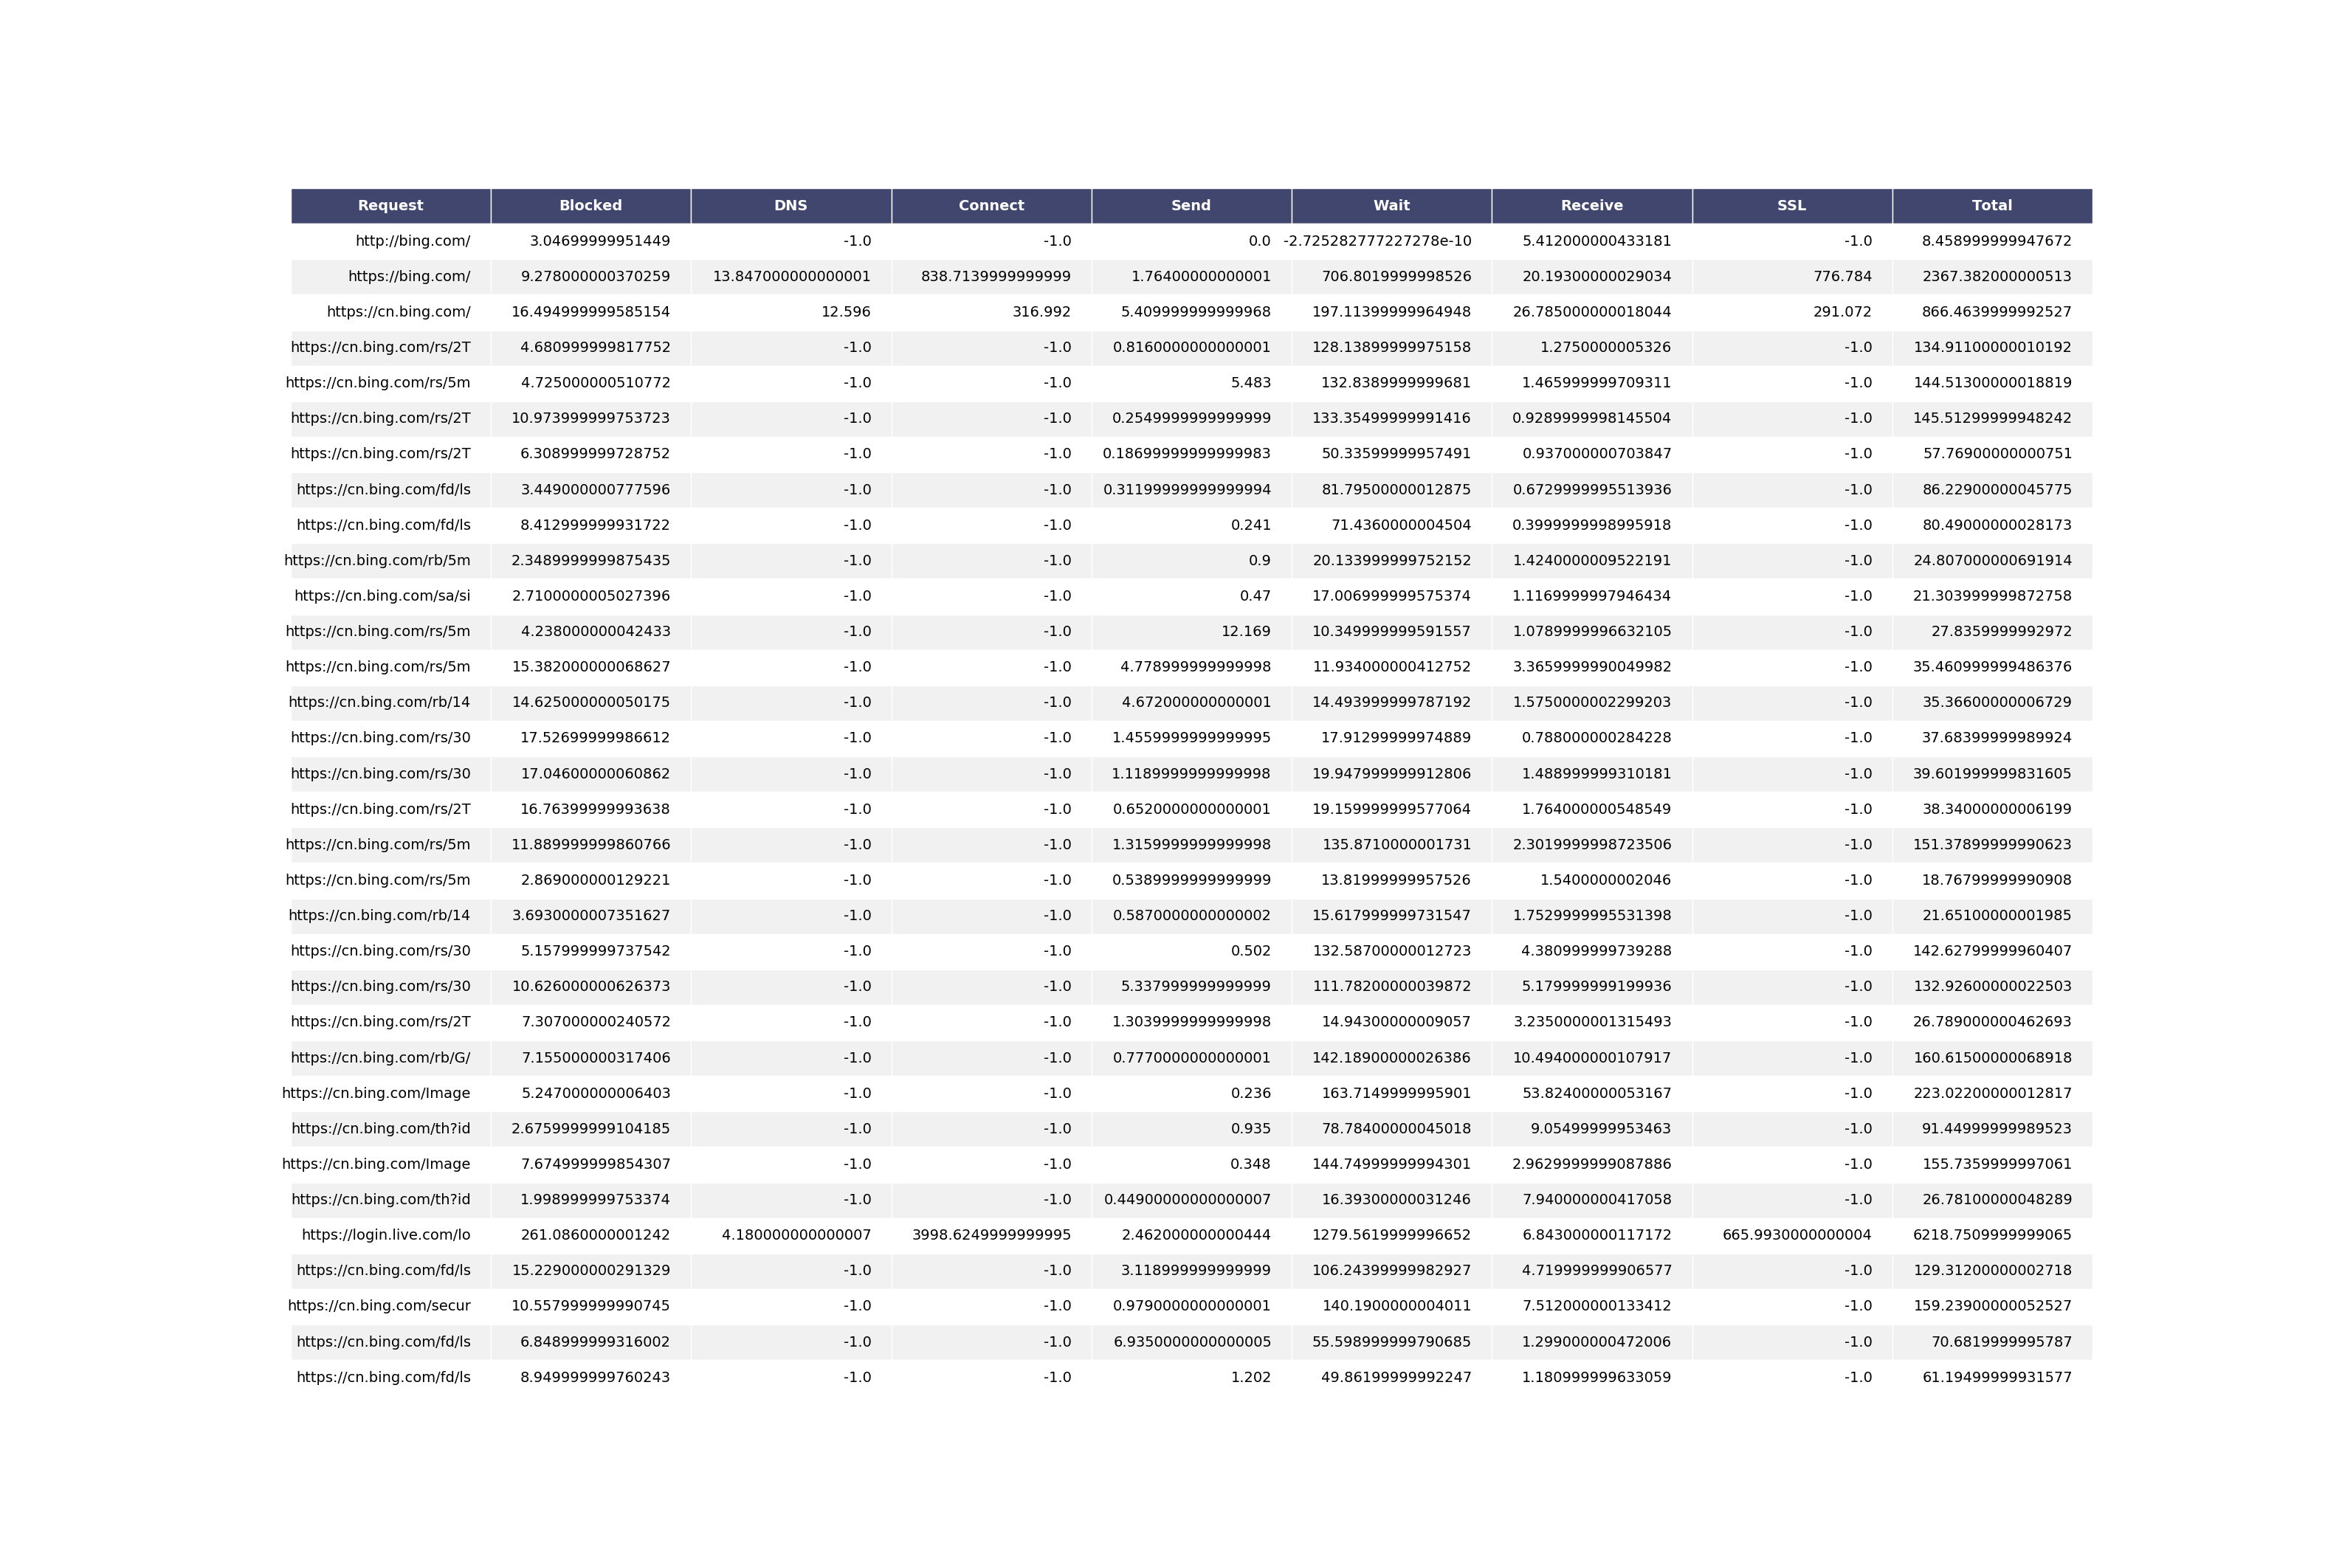 Request Blocked DNS Connect Send Wait Receive SSL Total
http://bing.com/ 3.04699999951449 -1.0 -1.0 0.0 -2.725282777227278e-10 5.412000000433181 -1.0 8.458999999947672
https://bing.com/ 9.278000000370259 13.847000000000001 838.7139999999999 1.76400000000001 706.8019999998526 20.19300000029034 776.784 2367.382000000513
https://cn.bing.com/ 16.494999999585154 12.596 316.992 5.409999999999968 197.11399999964948 26.785000000018044 291.072 866.4639999992527
https://cn.bing.com/rs/2T 4.680999999817752 -1.0 -1.0 0.8160000000000001 128.13899999975158 1.2750000005326 -1.0 134.91100000010192
https://cn.bing.com/rs/5m 4.725000000510772 -1.0 -1.0 5.483 132.8389999999681 1.465999999709311 -1.0 144.51300000018819
https://cn.bing.com/rs/2T 10.973999999753723 -1.0 -1.0 0.2549999999999999 133.35499999991416 0.9289999998145504 -1.0 145.51299999948242
https://cn.bing.com/rs/2T 6.308999999728752 -1.0 -1.0 0.18699999999999983 50.33599999957491 0.937000000703847 -1.0 57.76900000000751
https://cn.bing.com/fd/ls 3.449000000777596 -1.0 -1.0 0.31199999999999994 81.79500000012875 0.6729999995513936 -1.0 86.22900000045775
https://cn.bing.com/fd/ls 8.412999999931722 -1.0 -1.0 0.241 71.4360000004504 0.3999999998995918 -1.0 80.49000000028173
https://cn.bing.com/rb/5m 2.3489999999875435 -1.0 -1.0 0.9 20.133999999752152 1.4240000009522191 -1.0 24.807000000691914
https://cn.bing.com/sa/si 2.7100000005027396 -1.0 -1.0 0.47 17.006999999575374 1.1169999997946434 -1.0 21.303999999872758
https://cn.bing.com/rs/5m 4.238000000042433 -1.0 -1.0 12.169 10.349999999591557 1.0789999996632105 -1.0 27.8359999992972
https://cn.bing.com/rs/5m 15.382000000068627 -1.0 -1.0 4.778999999999998 11.934000000412752 3.3659999990049982 -1.0 35.460999999486376
https://cn.bing.com/rb/14 14.625000000050175 -1.0 -1.0 4.672000000000001 14.493999999787192 1.5750000002299203 -1.0 35.36600000006729
https://cn.bing.com/rs/30 17.52699999986612 -1.0 -1.0 1.4559999999999995 17.91299999974889 0.788000000284228 -1.0 37.68399999989924
https://cn.bing.com/rs/30 17.04600000060862 -1.0 -1.0 1.1189999999999998 19.947999999912806 1.488999999310181 -1.0 39.601999999831605
https://cn.bing.com/rs/2T 16.76399999993638 -1.0 -1.0 0.6520000000000001 19.159999999577064 1.764000000548549 -1.0 38.34000000006199
https://cn.bing.com/rs/5m 11.889999999860766 -1.0 -1.0 1.3159999999999998 135.8710000001731 2.3019999998723506 -1.0 151.37899999990623
https://cn.bing.com/rs/5m 2.869000000129221 -1.0 -1.0 0.5389999999999999 13.81999999957526 1.5400000002046 -1.0 18.76799999990908
https://cn.bing.com/rb/14 3.6930000007351627 -1.0 -1.0 0.5870000000000002 15.617999999731547 1.7529999995531398 -1.0 21.65100000001985
https://cn.bing.com/rs/30 5.157999999737542 -1.0 -1.0 0.502 132.58700000012723 4.380999999739288 -1.0 142.62799999960407
https://cn.bing.com/rs/30 10.626000000626373 -1.0 -1.0 5.337999999999999 111.78200000039872 5.179999999199936 -1.0 132.92600000022503
https://cn.bing.com/rs/2T 7.307000000240572 -1.0 -1.0 1.3039999999999998 14.94300000009057 3.2350000001315493 -1.0 26.789000000462693
https://cn.bing.com/rb/G/ 7.155000000317406 -1.0 -1.0 0.7770000000000001 142.18900000026386 10.494000000107917 -1.0 160.61500000068918
https://cn.bing.com/Image 5.247000000006403 -1.0 -1.0 0.236 163.7149999995901 53.82400000053167 -1.0 223.02200000012817
https://cn.bing.com/th?id 2.6759999999104185 -1.0 -1.0 0.935 78.78400000045018 9.05499999953463 -1.0 91.44999999989523
https://cn.bing.com/Image 7.674999999854307 -1.0 -1.0 0.348 144.74999999994301 2.9629999999087886 -1.0 155.7359999997061
https://cn.bing.com/th?id 1.998999999753374 -1.0 -1.0 0.44900000000000007 16.39300000031246 7.940000000417058 -1.0 26.78100000048289
https://login.live.com/lo 261.0860000001242 4.180000000000007 3998.6249999999995 2.462000000000444 1279.5619999996652 6.843000000117172 665.9930000000004 6218.7509999999065
https://cn.bing.com/fd/ls 15.229000000291329 -1.0 -1.0 3.118999999999999 106.24399999982927 4.719999999906577 -1.0 129.31200000002718
https://cn.bing.com/secur 10.557999999990745 -1.0 -1.0 0.9790000000000001 140.1900000004011 7.512000000133412 -1.0 159.23900000052527
https://cn.bing.com/fd/ls 6.848999999316002 -1.0 -1.0 6.9350000000000005 55.598999999790685 1.299000000472006 -1.0 70.6819999995787
https://cn.bing.com/fd/ls 8.949999999760243 -1.0 -1.0 1.202 49.86199999992247 1.180999999633059 -1.0 61.19499999931577